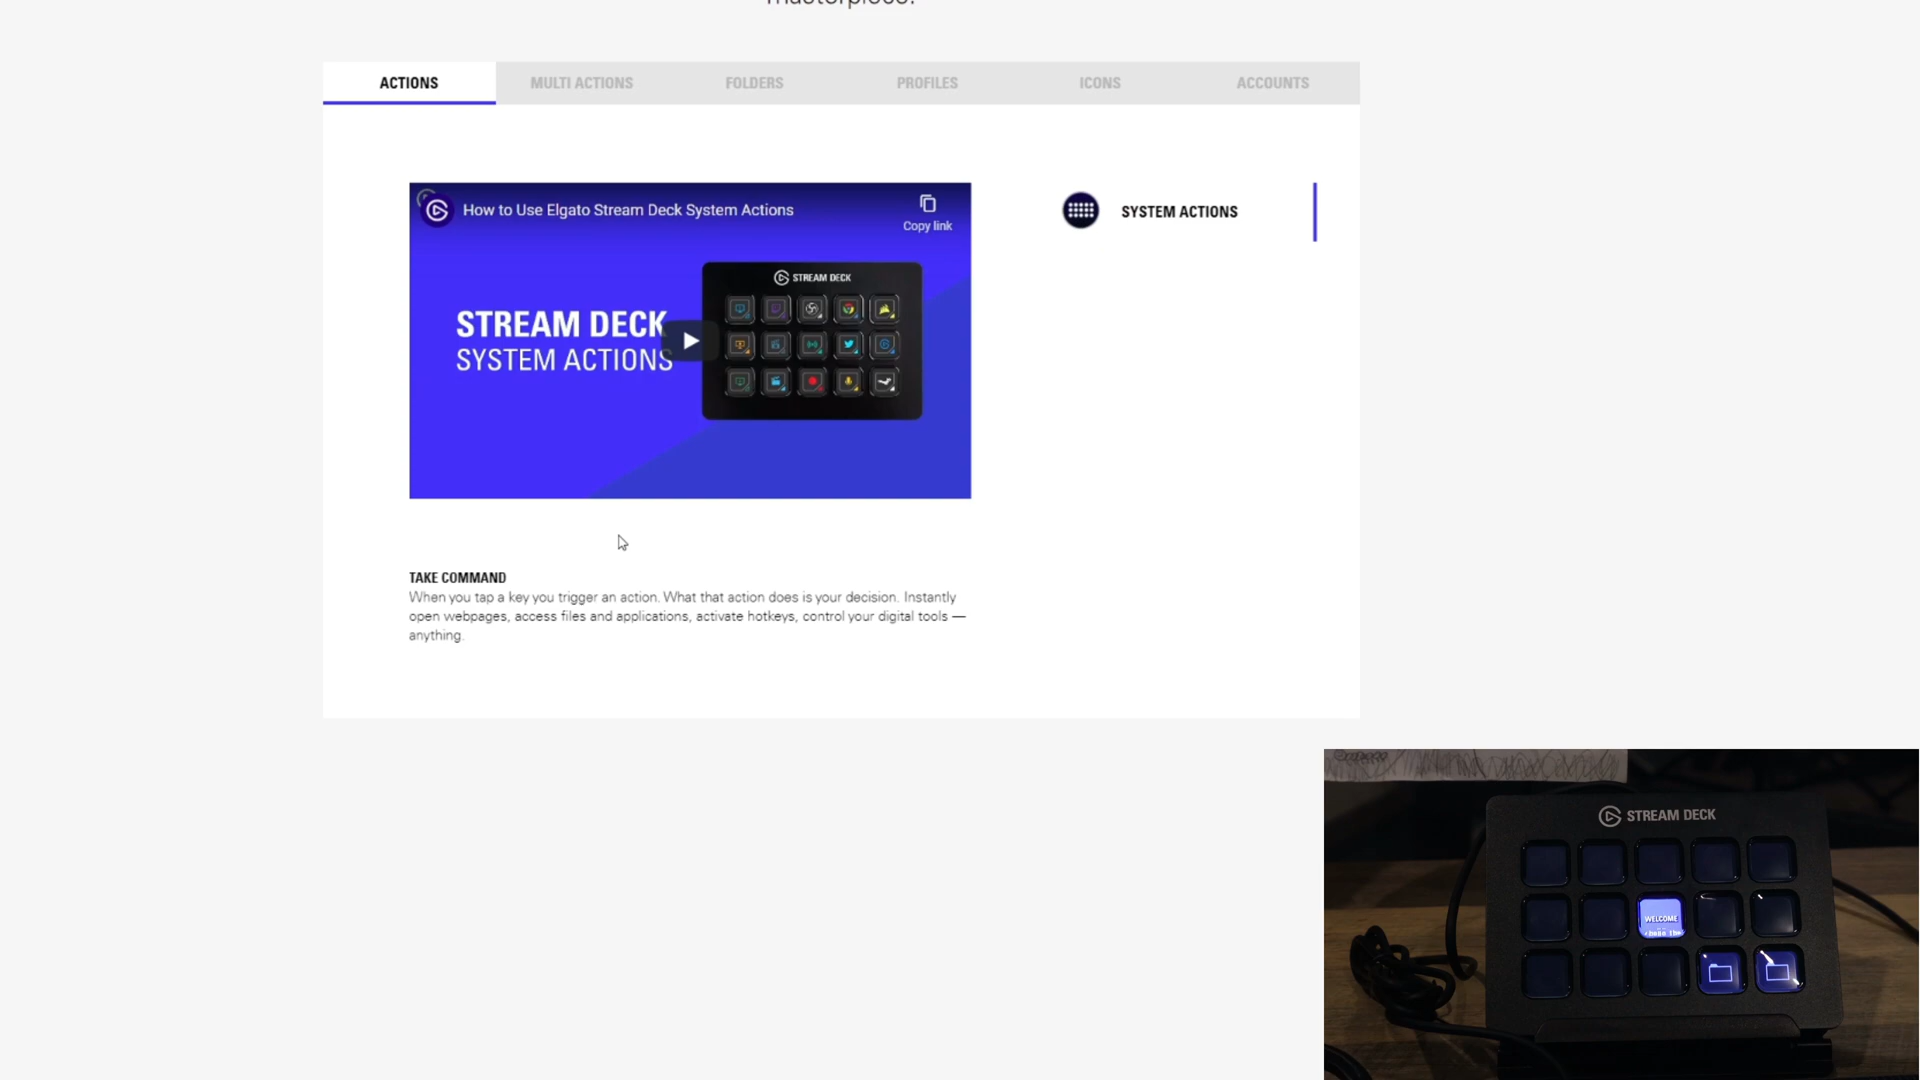 ACTIONS
MULTI ACTIONS
FOLDERS
PROFILES
ICONS
ACCOUNTS
How to Use Elgato Stream Deck System Actions
Copy link
STREAM DECK
STREAM DECK
SYSTEM ACTIONS
SYSTEM ACTIONS
TAKE COMMAND
When you tap a key you trigger an action. What that action does is your decision. Instantly
open webpages, access files and applications, activate hotkeys, control your digital tools —
anything.
STREAM DECK
WELCOME